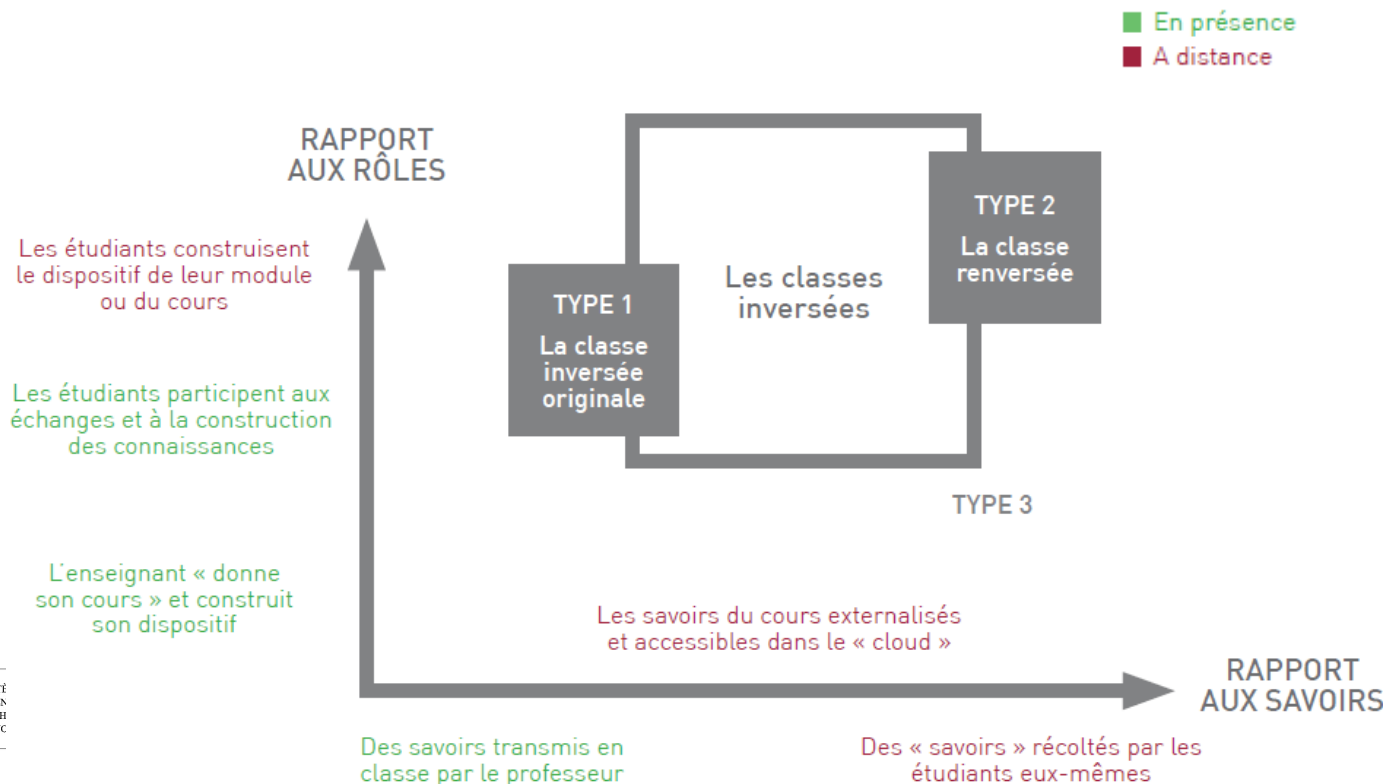 En présence
A distance
RAPPORT
AUX RÔLES
Les étudiants construisent
le dispositif de leur module
ou du cours
Les étudiants participent aux
échanges et à la construction
des connaissances
L'enseignant « donne
son cours » et construit
son dispositif
TYPE 1
La classe
inversée
originale
Les classes
inversées
TYPE 2
La classe
renversée
TYPE 3
Les savoirs du cours externalisés
et accessibles dans le « cloud »
RAPPORT
AUX SAVOIRS
Des savoirs transmis en
classe par le professeur
Des « savoirs » récoltés par les
étudiants eux-mêmes